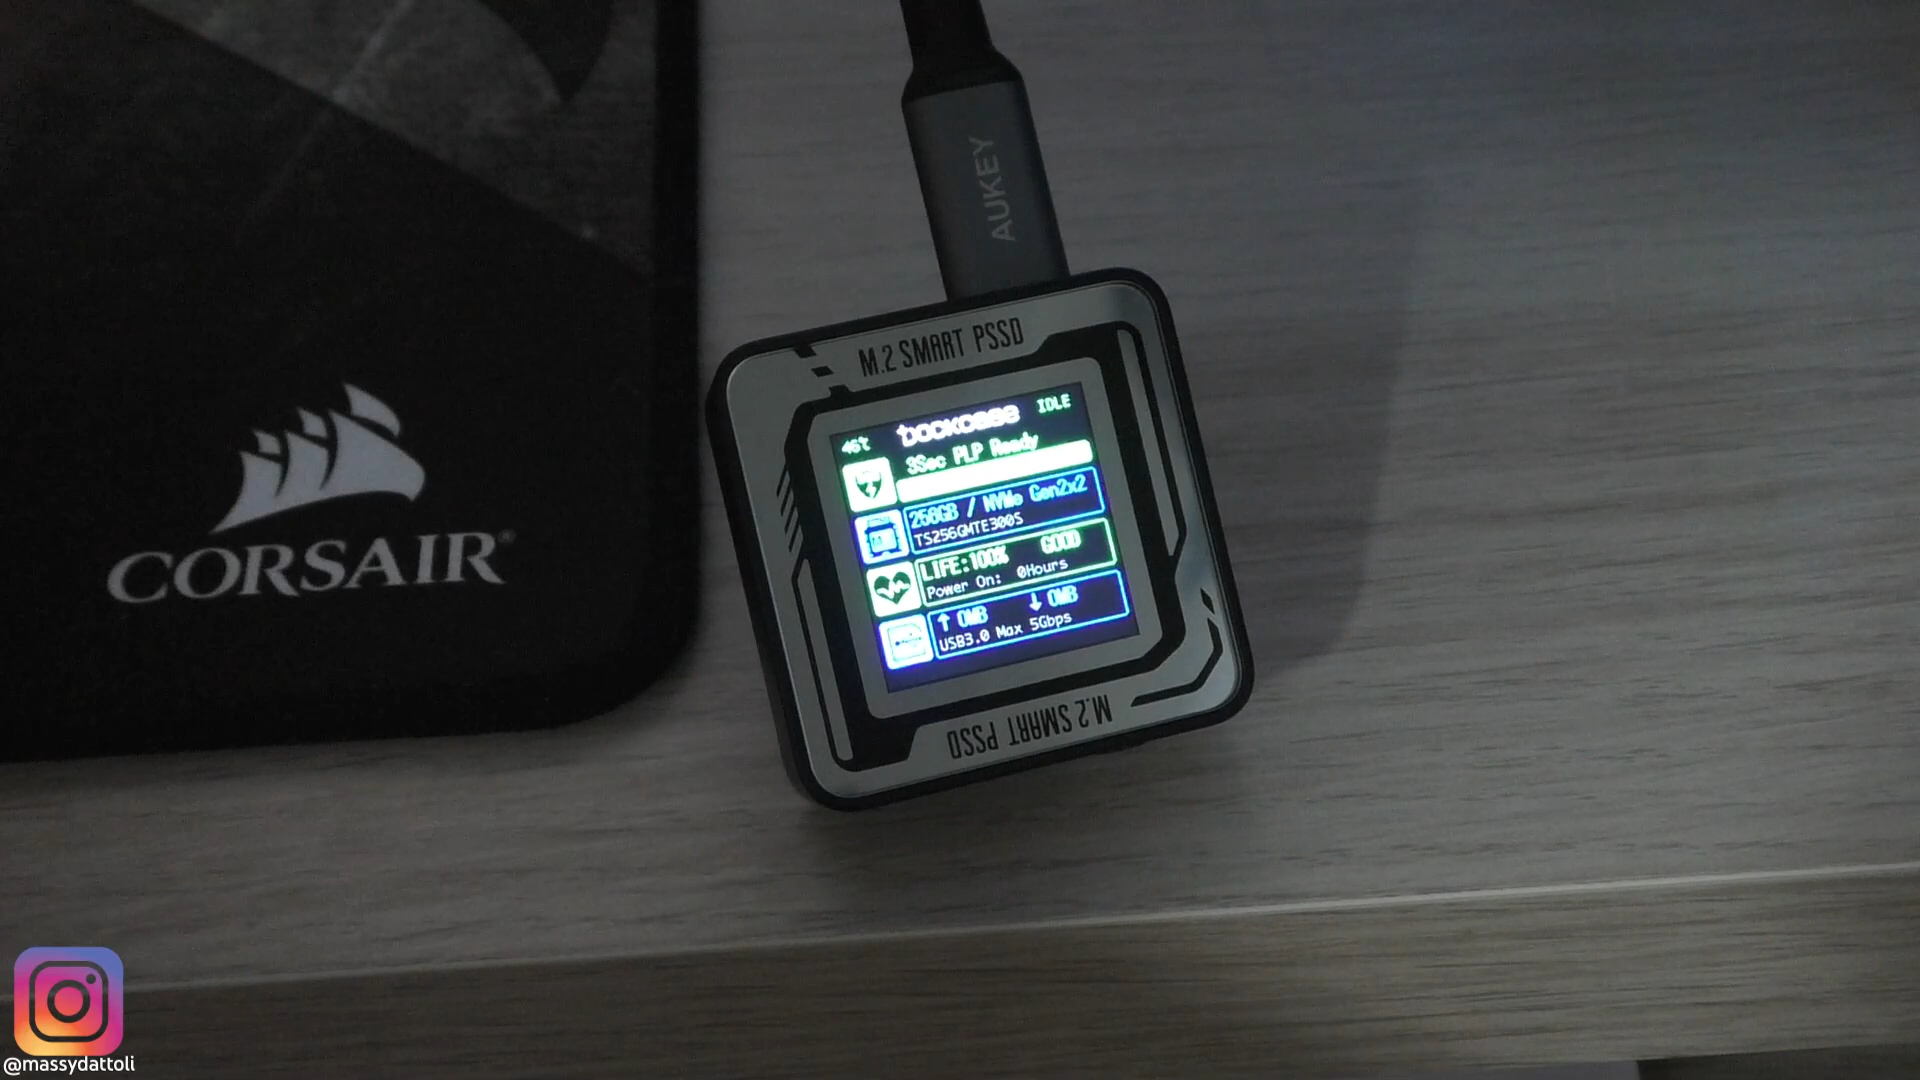 AUKEY
M.2 SMART PSSD
46℃ dockcase IDLE
3Sec PLP Ready
256GB / NVMe Gen2x2
TS256GMTE300S
LIFE:100% GOOD
Power On: 0Hours
↑ 0MB ↓ 0MB
USB3.0 Max 5Gbps
M.2 SMART PSSD
CORSAIR®
@massydattoli